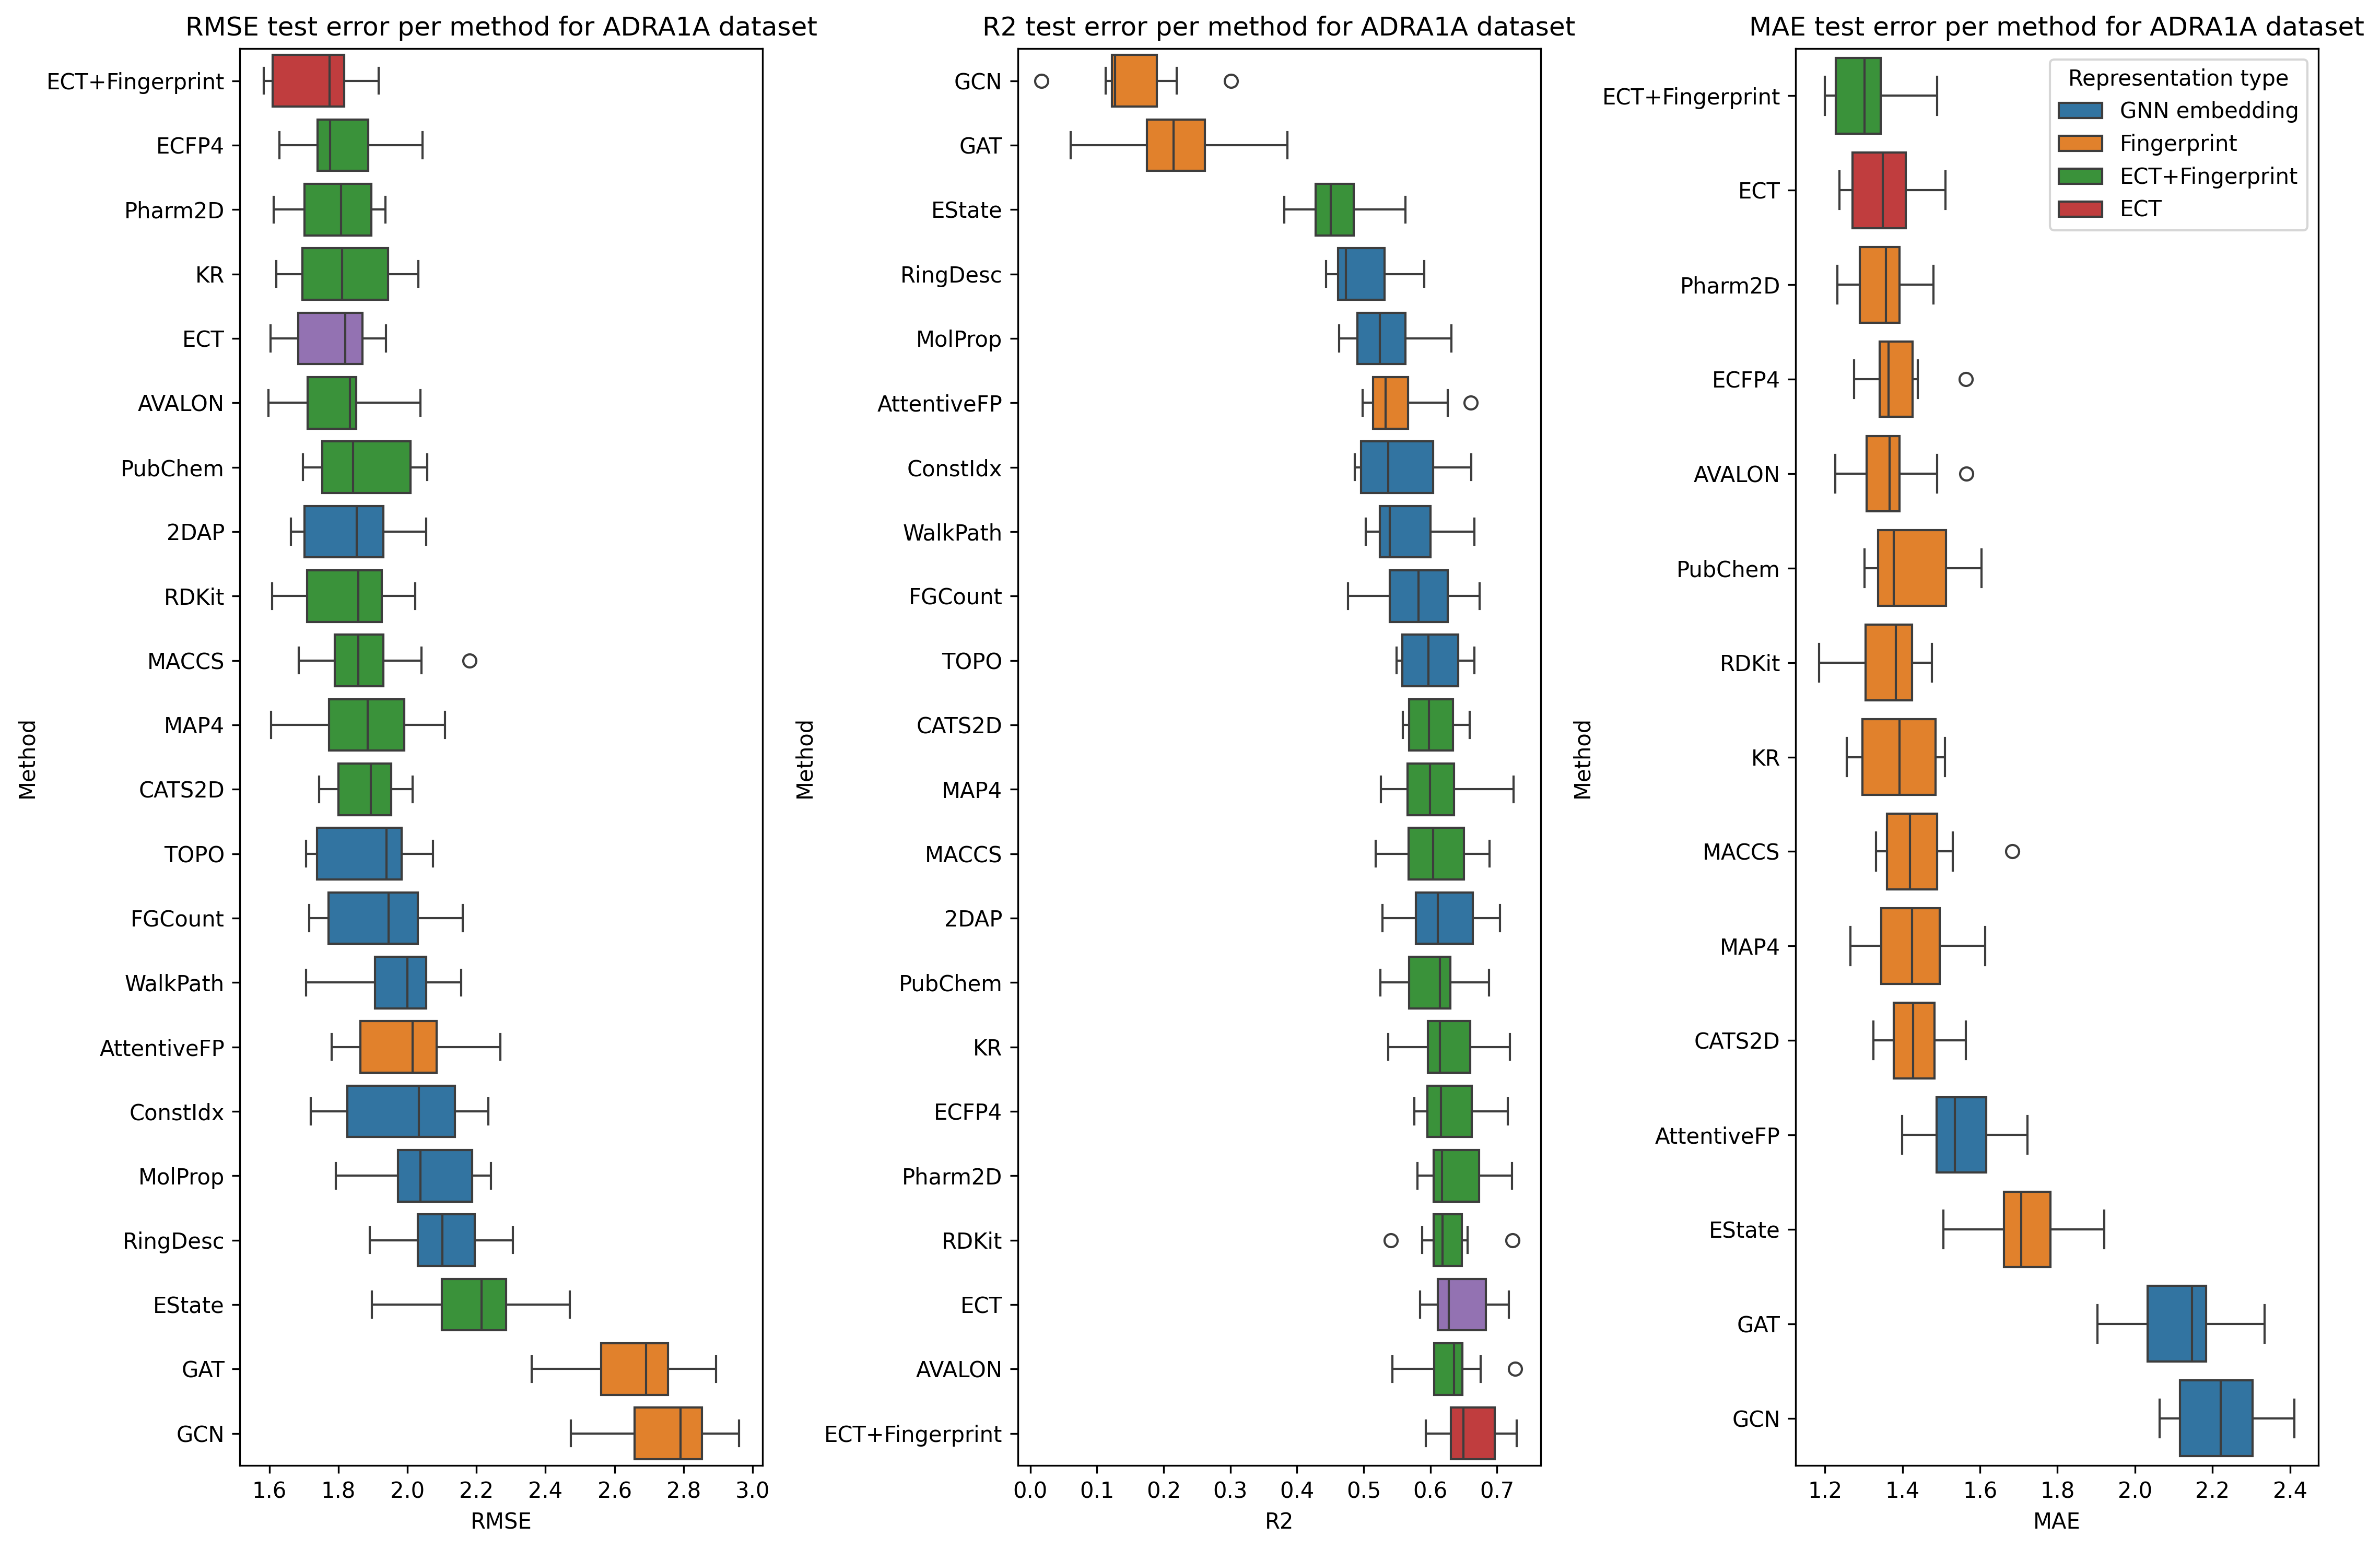 RMSE test error per method for ADRA1A dataset
ECT+Fingerprint
ECFP4
Pharm2D
KR
ECT
AVALON
PubChem
2DAP
RDKit
MACCS
MAP4
CATS2D
TOPO
FGCount
WalkPath
AttentiveFP
ConstIdx
MolProp
RingDesc
EState
GAT
GCN
Method
1.6 1.8 2.0 2.2 2.4 2.6 2.8 3.0
RMSE
R2 test error per method for ADRA1A dataset
GCN
GAT
EState
RingDesc
MolProp
AttentiveFP
ConstIdx
WalkPath
FGCount
TOPO
CATS2D
MAP4
MACCS
2DAP
PubChem
KR
ECFP4
Pharm2D
RDKit
ECT
AVALON
ECT+Fingerprint
Method
0.0 0.1 0.2 0.3 0.4 0.5 0.6 0.7
R2
MAE test error per method for ADRA1A dataset
Representation type
GNN embedding
Fingerprint
ECT+Fingerprint
ECT
ECT+Fingerprint
ECT
Pharm2D
ECFP4
AVALON
PubChem
RDKit
KR
MACCS
MAP4
CATS2D
AttentiveFP
EState
GAT
GCN
Method
1.2 1.4 1.6 1.8 2.0 2.2 2.4
MAE